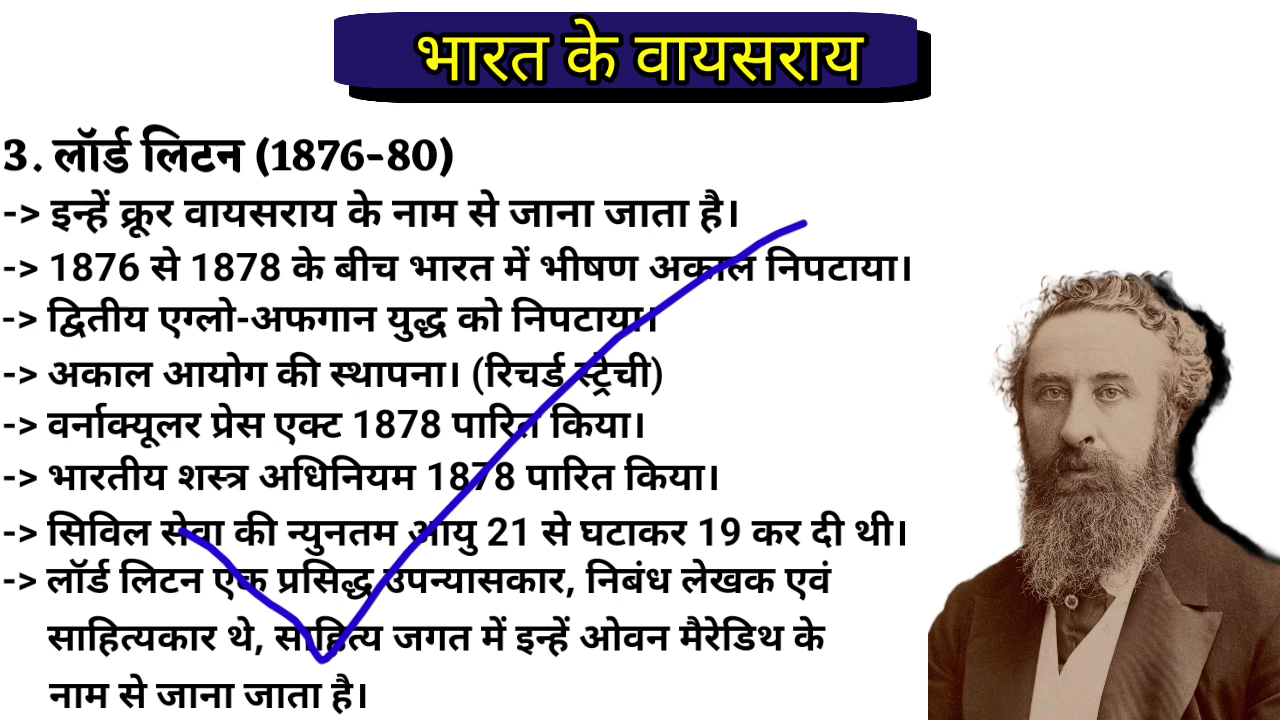 भारत के वायसराय
3. लॉर्ड लिटन (1876-80)
-> इन्हें क्रूर वायसराय के नाम से जाना जाता है।
-> 1876 से 1878 के बीच भारत में भीषण अकाल निपटाया।
-> द्वितीय एग्लो-अफगान युद्ध को निपटाया।
-> अकाल आयोग की स्थापना। (रिचर्ड स्ट्रेची)
-> वर्नाक्यूलर प्रेस एक्ट 1878 पारित किया।
-> भारतीय शस्त्र अधिनियम 1878 पारित किया।
-> सिविल सेवा की न्युनतम आयु 21 से घटाकर 19 कर दी थी।
-> लॉर्ड लिटन एक प्रसिद्ध उपन्यासकार, निबंध लेखक एवं
साहित्यकार थे, साहित्य जगत में इन्हें ओवन मैरेडिथ के
नाम से जाना जाता है।